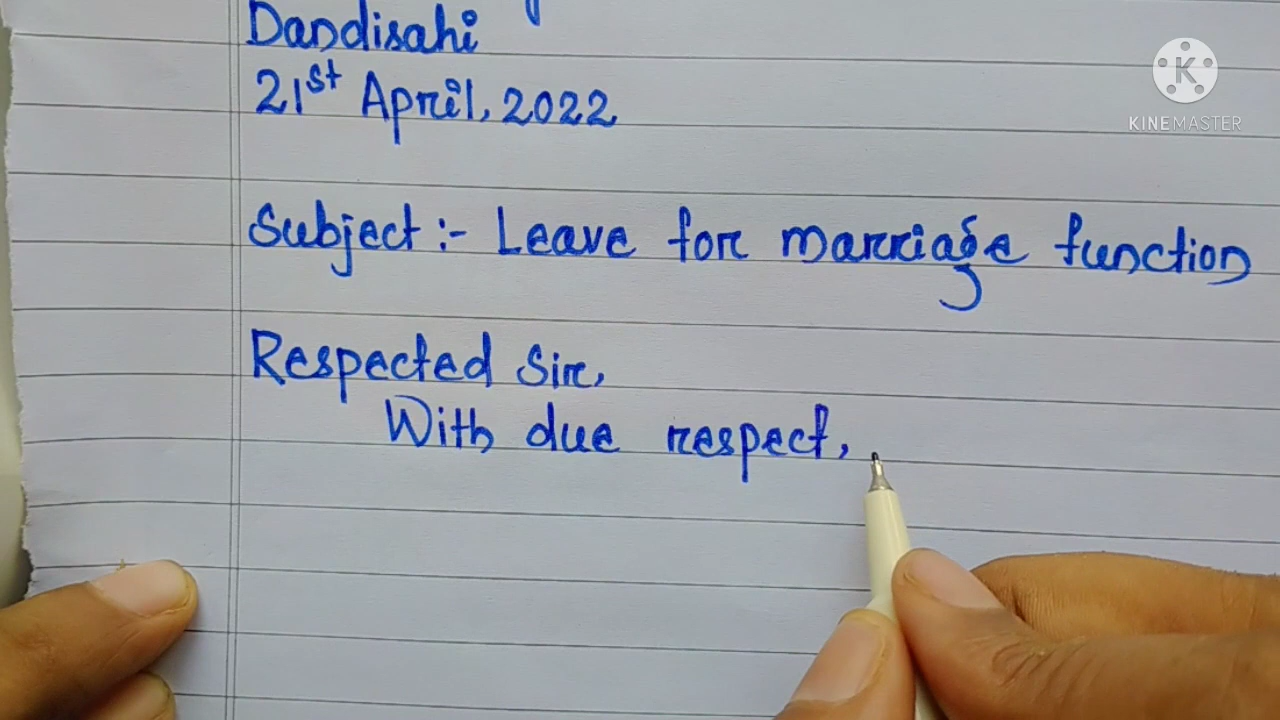 Dandisahi
21st April, 2022
Subject :- Leave for marriage function
Respected Sir,
With due respect,
K
KINEMASTER